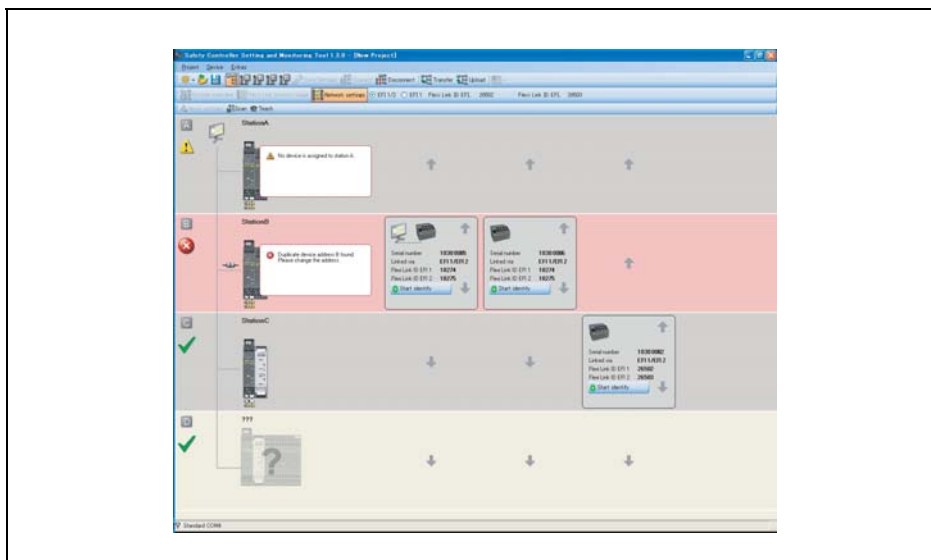 Safety Controller Setting and Monitoring Tool 1.3.0 - [New Project]
Project Device Extras
Disconnect Transfer Upload
Network settings EFI 1/2 EFI 1 Flexi Link ID EFI. 26502 Flexi Link ID EFI. 26503
Scan Teach
A StationA
No device is assigned to station A.
StationB
Duplicate device address B found.
Please change the address.
Serial number 10380005
Linked via EFI 1/EFI 2
Flexi Link ID EFI 1 10274
Flexi Link ID EFI 2 10275
Start identify
Serial number 10380006
Linked via EFI 1/EFI 2
Flexi Link ID EFI 1 10274
Flexi Link ID EFI 2 10275
Start identify
StationC
Serial number 10380002
Linked via EFI 1/EFI 2
Flexi Link ID EFI 1 26502
Flexi Link ID EFI 2 26503
Start identify
???
?
Standard COM8